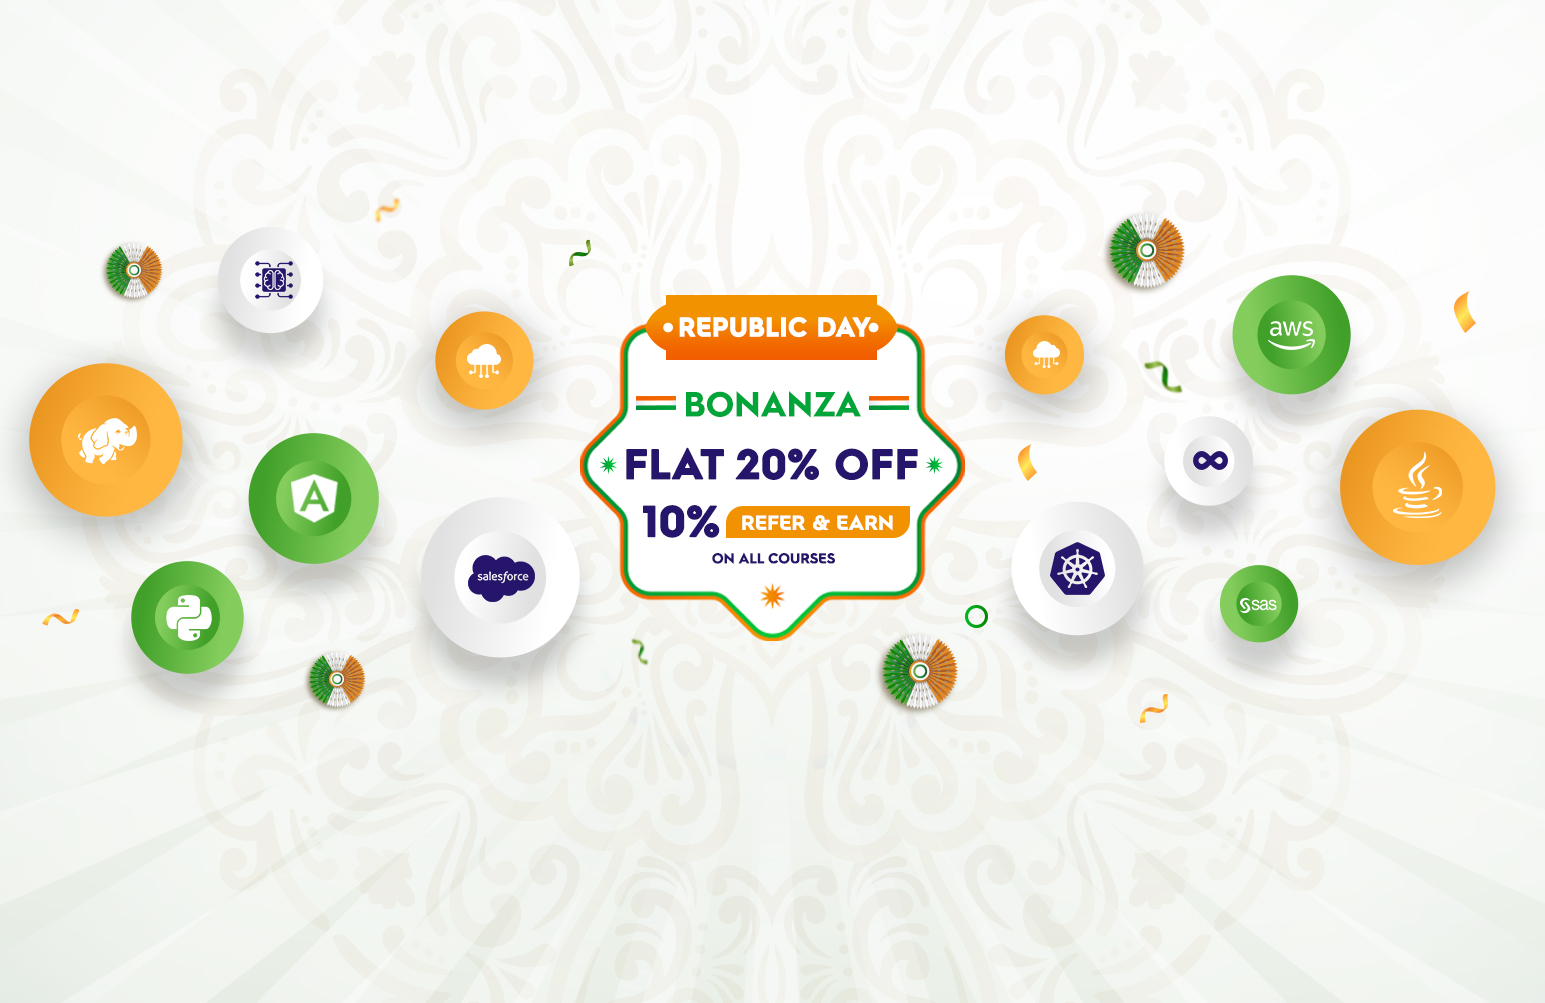 REPUBLIC DAY
BONANZA
FLAT 20% OFF
10% REFER & EARN
ON ALL COURSES
salesforce
aws
sas